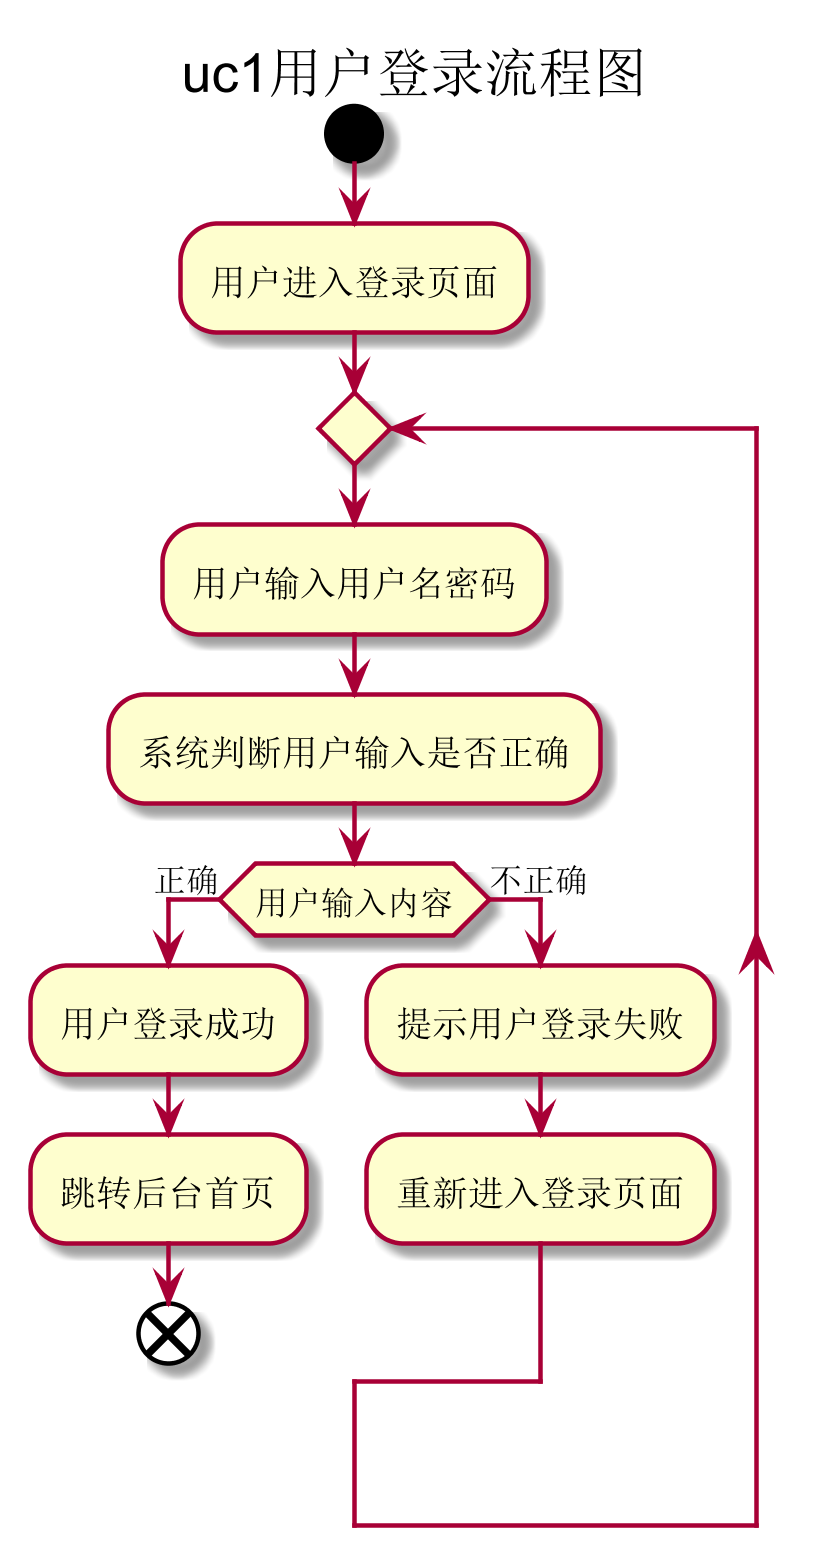 uc1用户登录流程图
用户进入登录页面
用户输入用户名密码
系统判断用户输入是否正确
正确
用户输入内容
不正确
用户登录成功
提示用户登录失败
跳转后台首页
重新进入登录页面